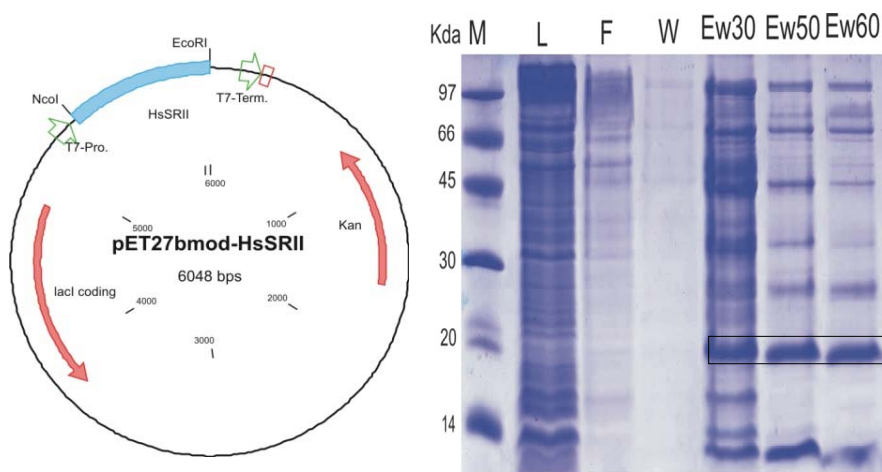 EcoRI
NcoI
T7-Term.
HsSRII
T7-Pro.
6000
1000
5000
Kan
pET27bmod-HsSRII
6048 bps
lacI coding
4000
2000
3000
Kda M L F W Ew30 Ew50 Ew60
97
66
45
30
20
14